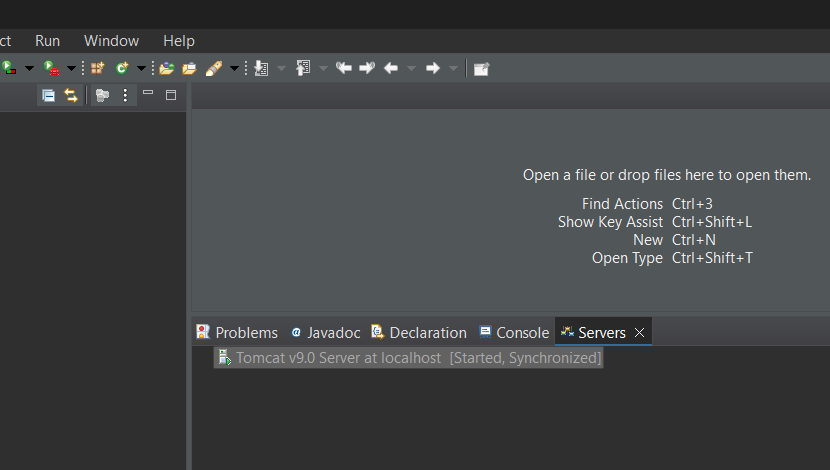 ct Run Window Help
Open a file or drop files here to open them.
Find Actions Ctrl+3
Show Key Assist Ctrl+Shift+L
New Ctrl+N
Open Type Ctrl+Shift+T
Problems Javadoc Declaration Console Servers
Tomcat v9.0 Server at localhost [Started, Synchronized]